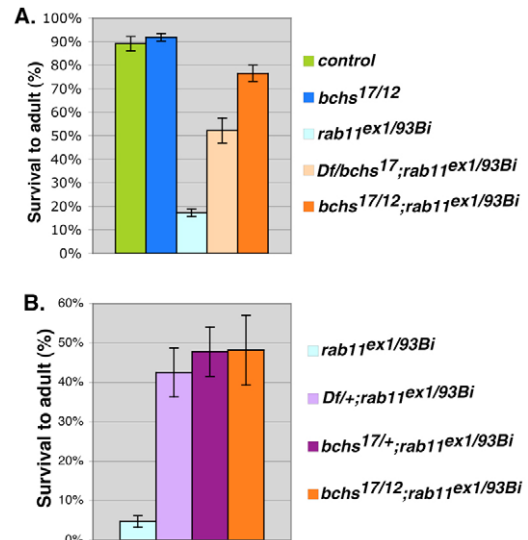 A.
Survival to adult (%)
100%
90%
80%
70%
60%
50%
40%
30%
20%
10%
0%
control
bchs17/12
rab11ex1/93Bi
Df/bchs17;rab11ex1/93Bi
bchs17/12;rab11ex1/93Bi
B.
Survival to adult (%)
60%
50%
40%
30%
20%
10%
0%
rab11ex1/93Bi
Df/+;rab11ex1/93Bi
bchs17/+;rab11ex1/93Bi
bchs17/12;rab11ex1/93Bi